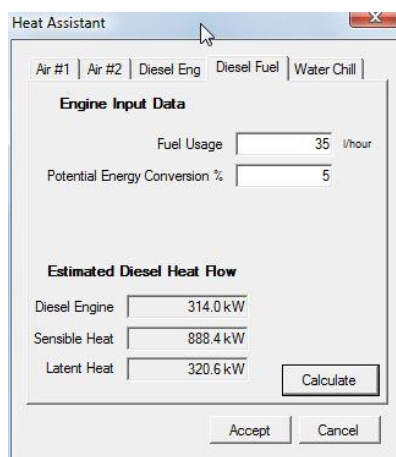 Heat Assistant
Air #1 Air #2 Diesel Eng Diesel Fuel Water Chill
Engine Input Data
Fuel Usage 35 l/hour
Potential Energy Conversion % 5
Estimated Diesel Heat Flow
Diesel Engine 314.0 kW
Sensible Heat 888.4 kW
Latent Heat 320.6 kW
Calculate
Accept Cancel